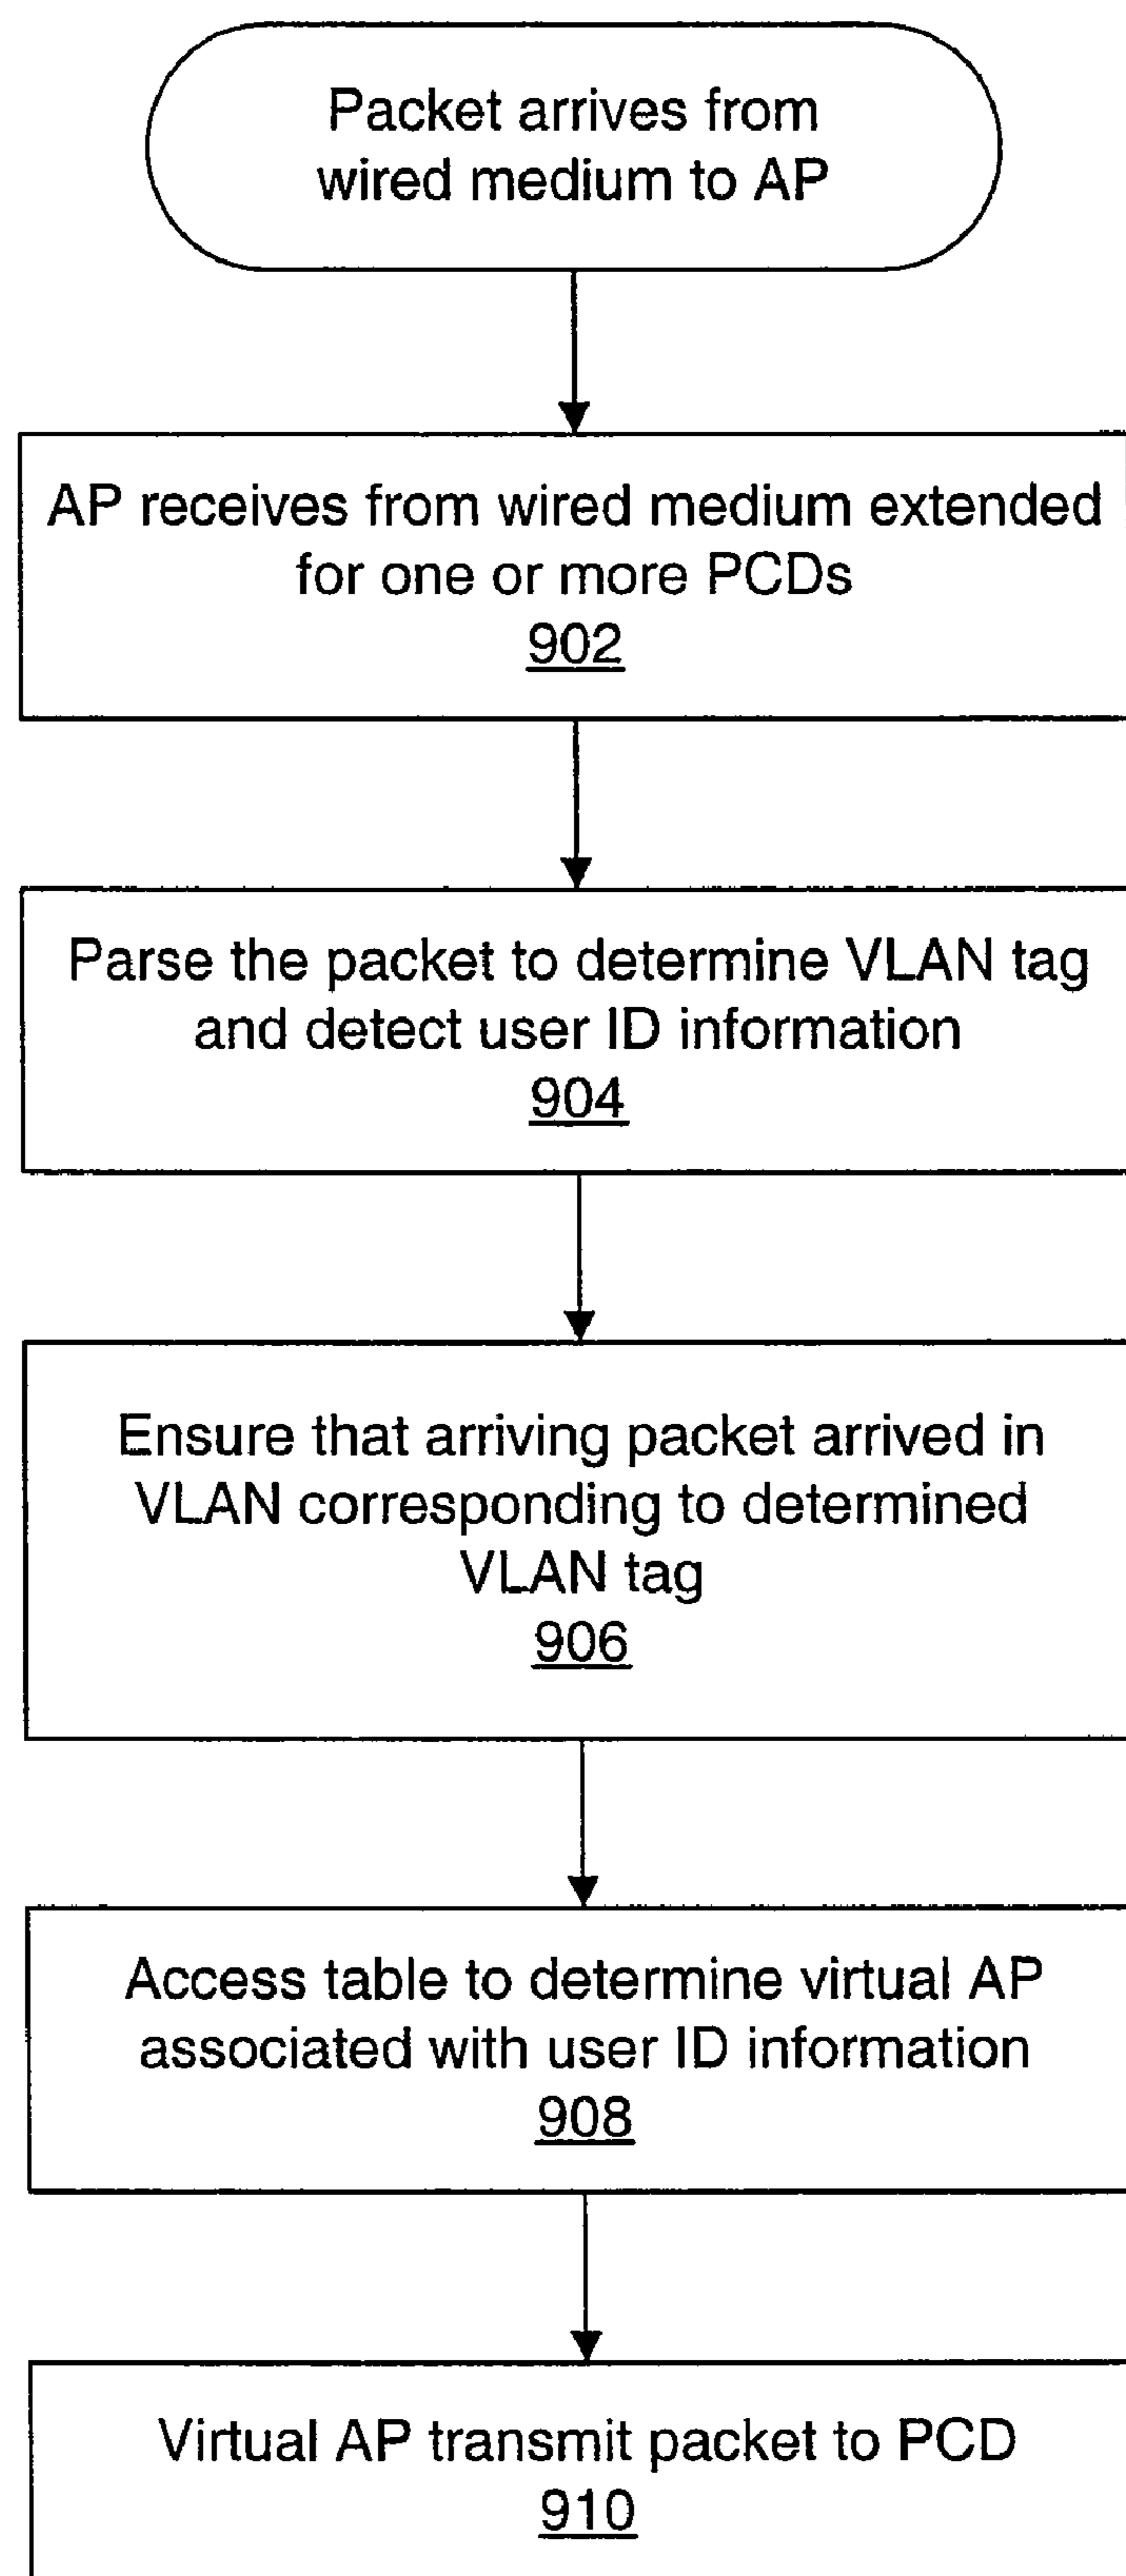 Packet arrives from
wired medium to AP
AP receives from wired medium extended
for one or more PCDs
902
Parse the packet to determine VLAN tag
and detect user ID information
904
Ensure that arriving packet arrived in
VLAN corresponding to determined
VLAN tag
906
Access table to determine virtual AP
associated with user ID information
908
Virtual AP transmit packet to PCD
910